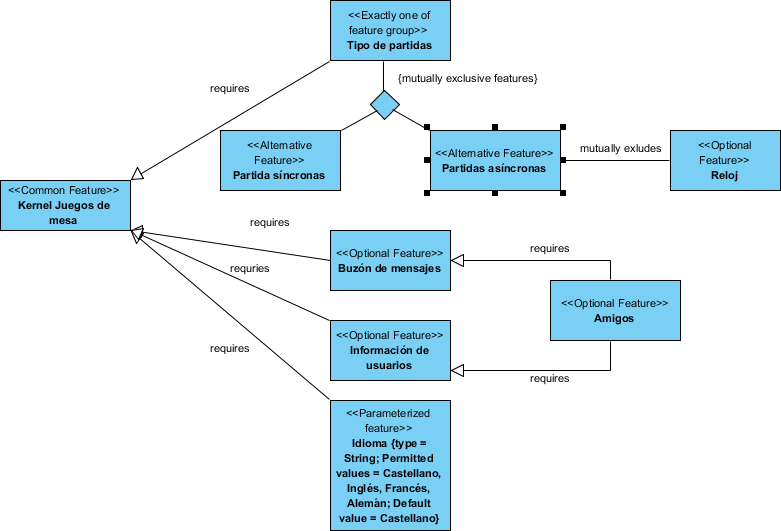 <<Exactly one of
feature group>>
Tipo de partidas
{mutually exclusive features}
requires
<<Alternative
Feature>>
Partida síncronas
<<Alternative Feature>>
Partidas asíncronas
mutually exludes
<<Optional
Feature>>
Reloj
<<Common Feature>>
Kernel Juegos de
mesa
requires
<<Optional Feature>>
Buzón de mensajes
requires
requries
<<Optional Feature>>
Amigos
<<Optional Feature>>
Información de
usuarios
requires
requires
<<Parameterized
feature>>
Idioma {type =
String; Permitted
values = Castellano,
Inglés, Francés,
Alemán; Default
value = Castellano}